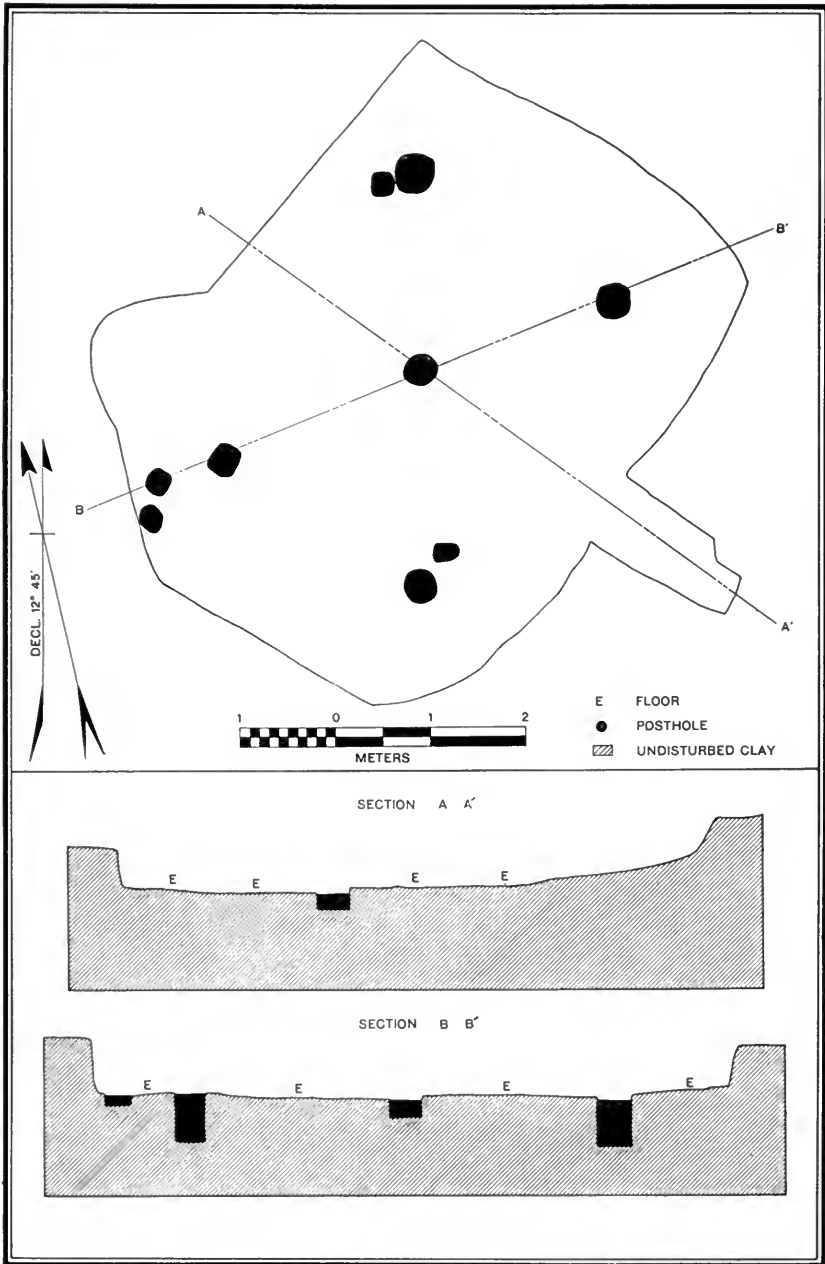 A
B'
B
A'
DECL. 12° 45'
1 0 1 2
METERS
E FLOOR
POSTHOLE
UNDISTURBED CLAY
SECTION A A'
E E E E
SECTION B B'
E E E E